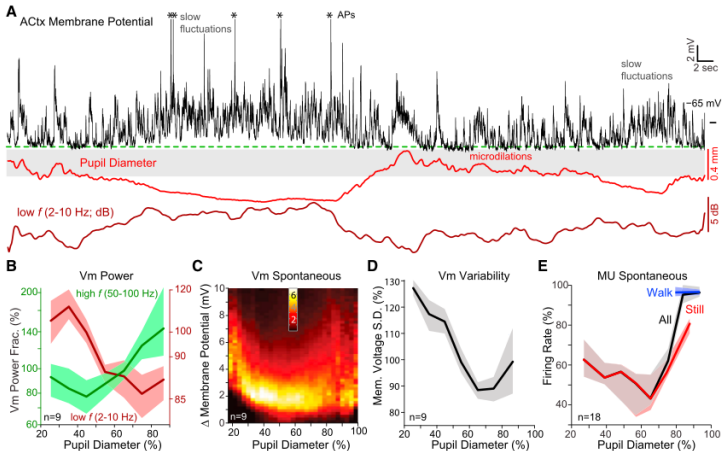 A
ACtx Membrane Potential
* * * * *
slow
fluctuations
APs
slow
fluctuations
2 mV
2 sec
−65 mV
Pupil Diameter
microdilations
0.4 mm
low f (2-10 Hz; dB)
5 dB
B
Vm Power
high f (50-100 Hz)
low f (2-10 Hz)
n=9
Vm Power Frac. (%)
200
140
100
80
60
120
100
90
85
20 40 60 80 100
Pupil Diameter (%)
C
Vm Spontaneous
6
2
n=9
Δ Membrane Potential (mV)
10
8
6
4
2
0
20 40 60 80 100
Pupil Diameter (%)
D
Vm Variability
n=9
Mem. Voltage S.D. (%)
130
120
110
100
90
80
20 40 60 80 100
Pupil Diameter (%)
E
MU Spontaneous
Walk
All
Still
n=18
Firing Rate (%)
100
80
60
40
20 40 60 80 100
Pupil Diameter (%)